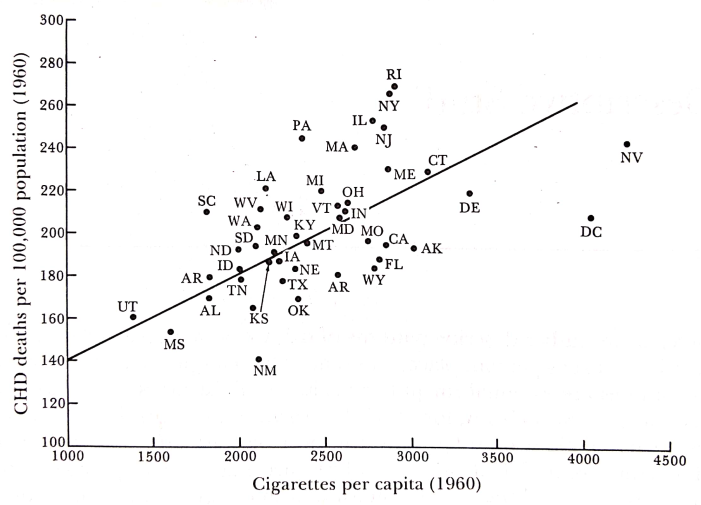 300
280
260
240
220
200
180
160
140
120
100
CHD deaths per 100,000 population (1960)
RI
NY
IL
NJ
PA
MA
NV
CT
ME
LA
MI
OH
SC
WV
WI
VT
IN
DE
WA
KY
MD
DC
SD
MN
MT
MO
CA
AK
ND
IA
ID
NE
FL
AR
TN
TX
AR
WY
UT
AL
KS
OK
MS
NM
1000
1500
2000
2500
3000
3500
4000
4500
Cigarettes per capita (1960)